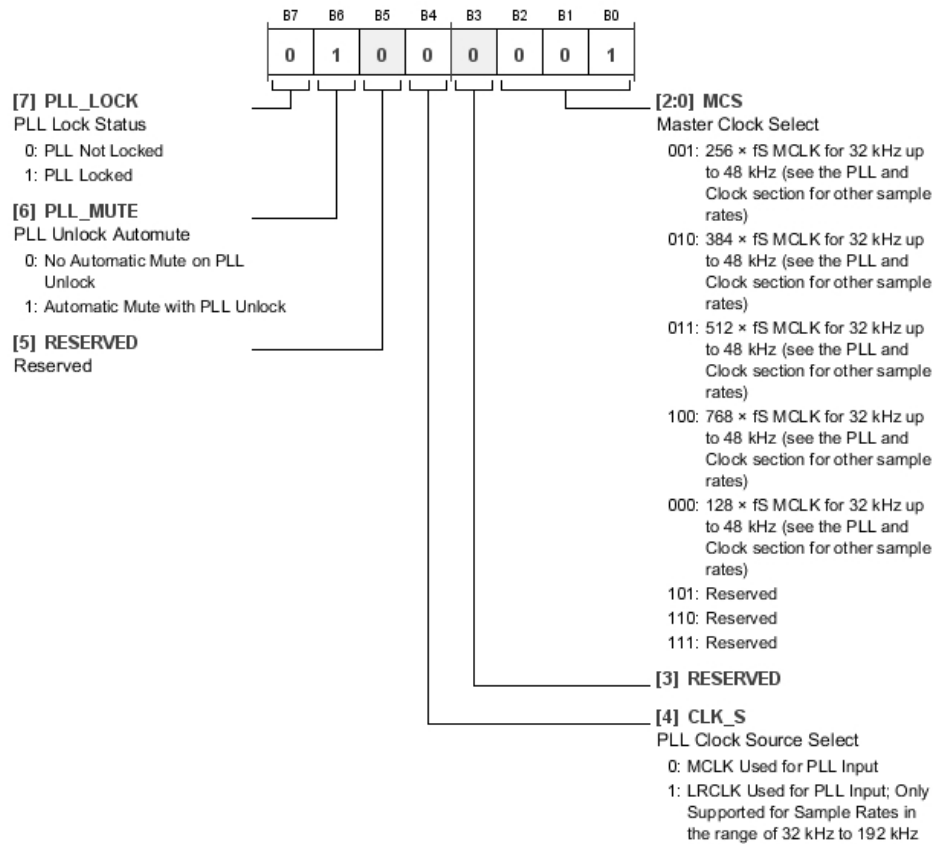 B7 B6 B5 B4 B3 B2 B1 B0
0 1 0 0 0 0 0 1
[7] PLL_LOCK
PLL Lock Status
0: PLL Not Locked
1: PLL Locked
[6] PLL_MUTE
PLL Unlock Automute
0: No Automatic Mute on PLL
Unlock
1: Automatic Mute with PLL Unlock
[5] RESERVED
Reserved
[2:0] MCS
Master Clock Select
001: 256 × fS MCLK for 32 kHz up
to 48 kHz (see the PLL and
Clock section for other sample
rates)
010: 384 × fS MCLK for 32 kHz up
to 48 kHz (see the PLL and
Clock section for other sample
rates)
011: 512 × fS MCLK for 32 kHz up
to 48 kHz (see the PLL and
Clock section for other sample
rates)
100: 768 × fS MCLK for 32 kHz up
to 48 kHz (see the PLL and
Clock section for other sample
rates)
000: 128 × fS MCLK for 32 kHz up
to 48 kHz (see the PLL and
Clock section for other sample
rates)
101: Reserved
110: Reserved
111: Reserved
[3] RESERVED
[4] CLK_S
PLL Clock Source Select
0: MCLK Used for PLL Input
1: LRCLK Used for PLL Input; Only
Supported for Sample Rates in
the range of 32 kHz to 192 kHz